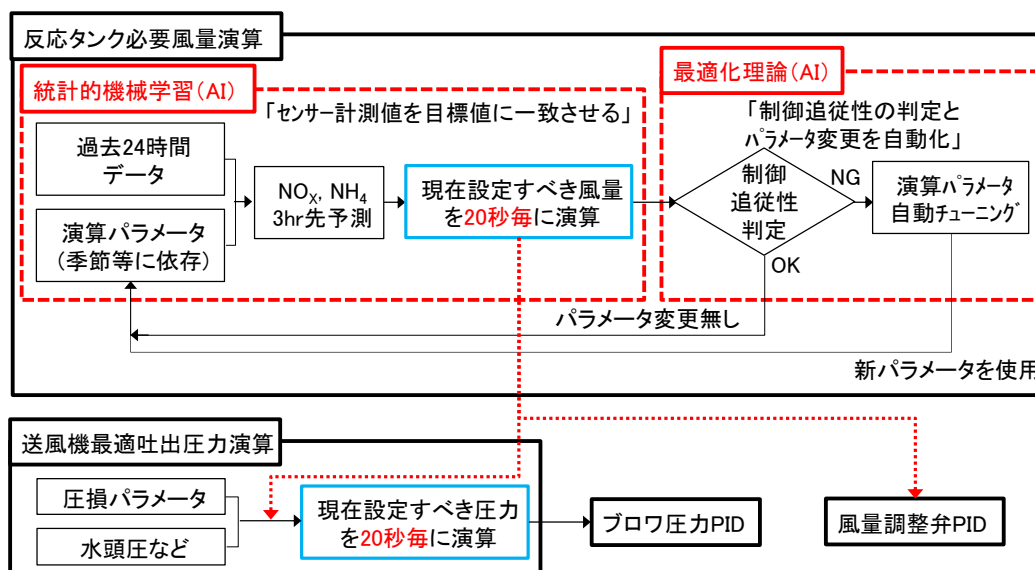 反応タンク必要風量演算
統計的機械学習（AI）
最適化理論（AI）
「センサー計測値を目標値に一致させる」
「制御追従性の判定と
パラメータ変更を自動化」
過去24時間
データ
演算パラメータ
（季節等に依存）
NOX, NH4
3hr先予測
現在設定すべき風量
を20秒毎に演算
制御
追従性
判定
NG
OK
演算パラメータ
自動チューニング
パラメータ変更無し
新パラメータを使用
送風機最適吐出圧力演算
圧損パラメータ
水頭圧など
現在設定すべき圧力
を20秒毎に演算
ブロワ圧力PID
風量調整弁PID